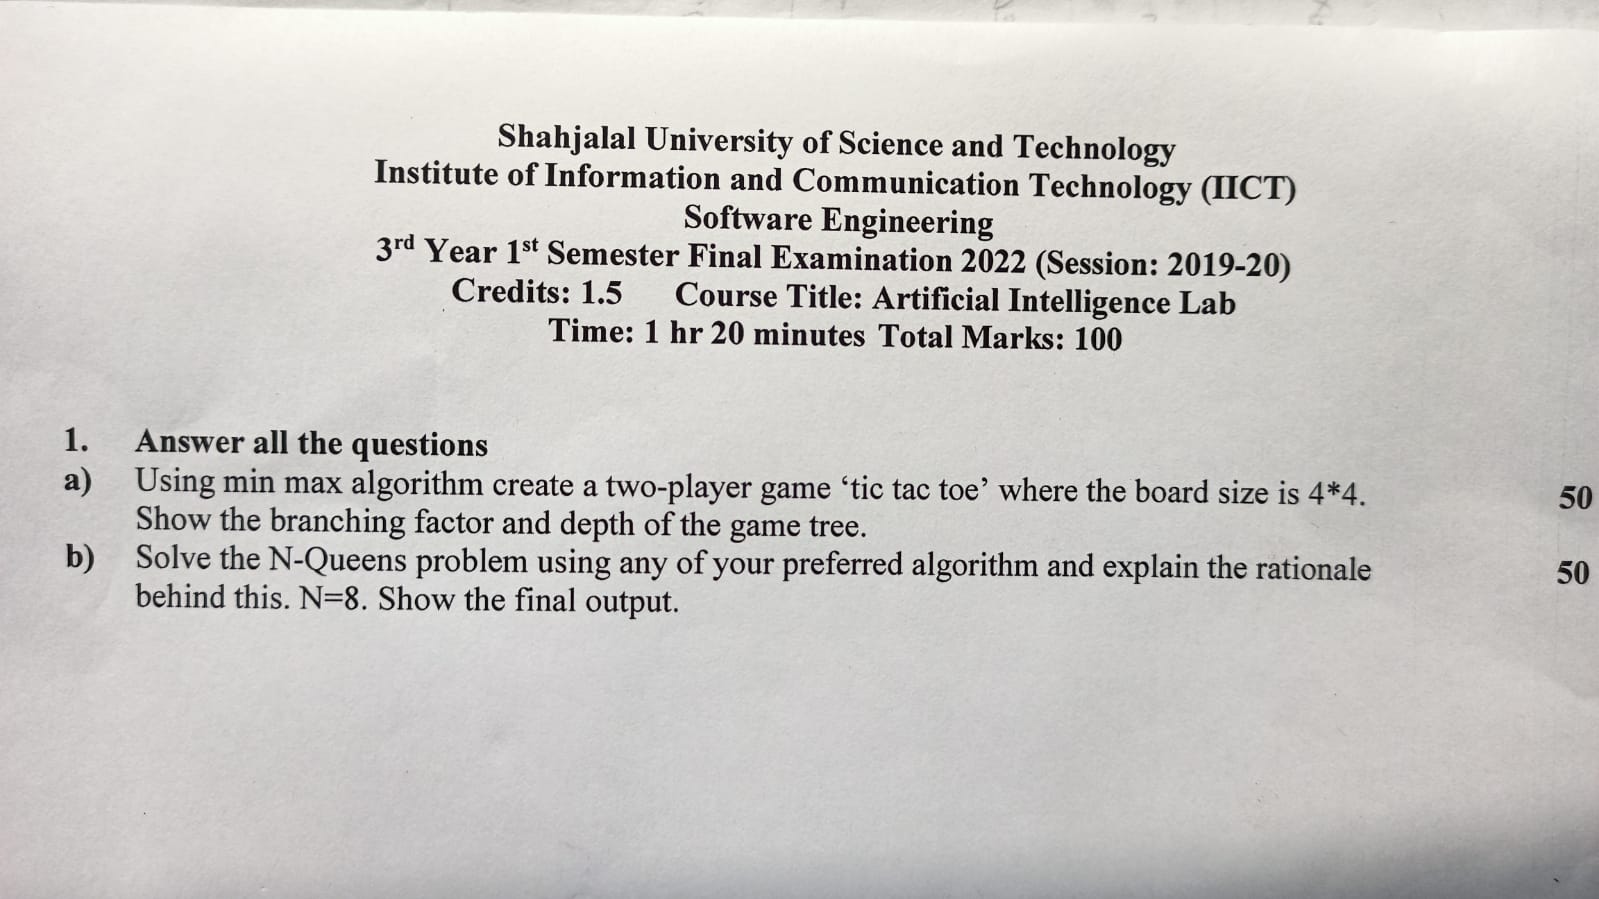 Shahjalal University of Science and Technology
Institute of Information and Communication Technology (IICT)
Software Engineering
3rd Year 1st Semester Final Examination 2022 (Session: 2019-20)
Credits: 1.5 Course Title: Artificial Intelligence Lab
Time: 1 hr 20 minutes Total Marks: 100
1. Answer all the questions
a) Using min max algorithm create a two-player game ‘tic tac toe’ where the board size is 4*4. 50
Show the branching factor and depth of the game tree.
b) Solve the N-Queens problem using any of your preferred algorithm and explain the rationale 50
behind this. N=8. Show the final output.